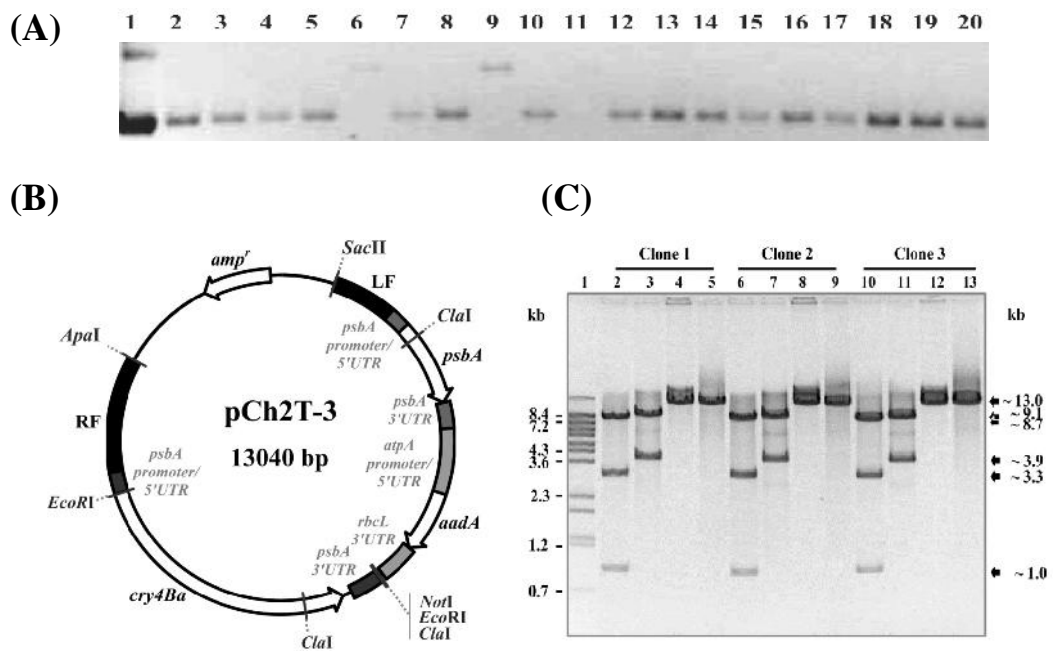 (A)
1 2 3 4 5 6 7 8 9 10 11 12 13 14 15 16 17 18 19 20
(B)
SacII
LF
amp^r
ClaI
psbA
promoter/
5'UTR
psbA
ApaI
pCh2T-3
13040 bp
psbA
3'UTR
atpA
promoter/
5'UTR
RF
psbA
promoter/
5'UTR
EcoRI
aadA
rbcL
3'UTR
psbA
3'UTR
cry4Ba
NotI
EcoRI
ClaI
ClaI
(C)
Clone 1 Clone 2 Clone 3
1 2 3 4 5 6 7 8 9 10 11 12 13
kb kb
8.4
7.2
4.3
3.6
2.3
1.2
0.7
~13.0
~9.1
~8.7
~3.9
~3.3
~1.0